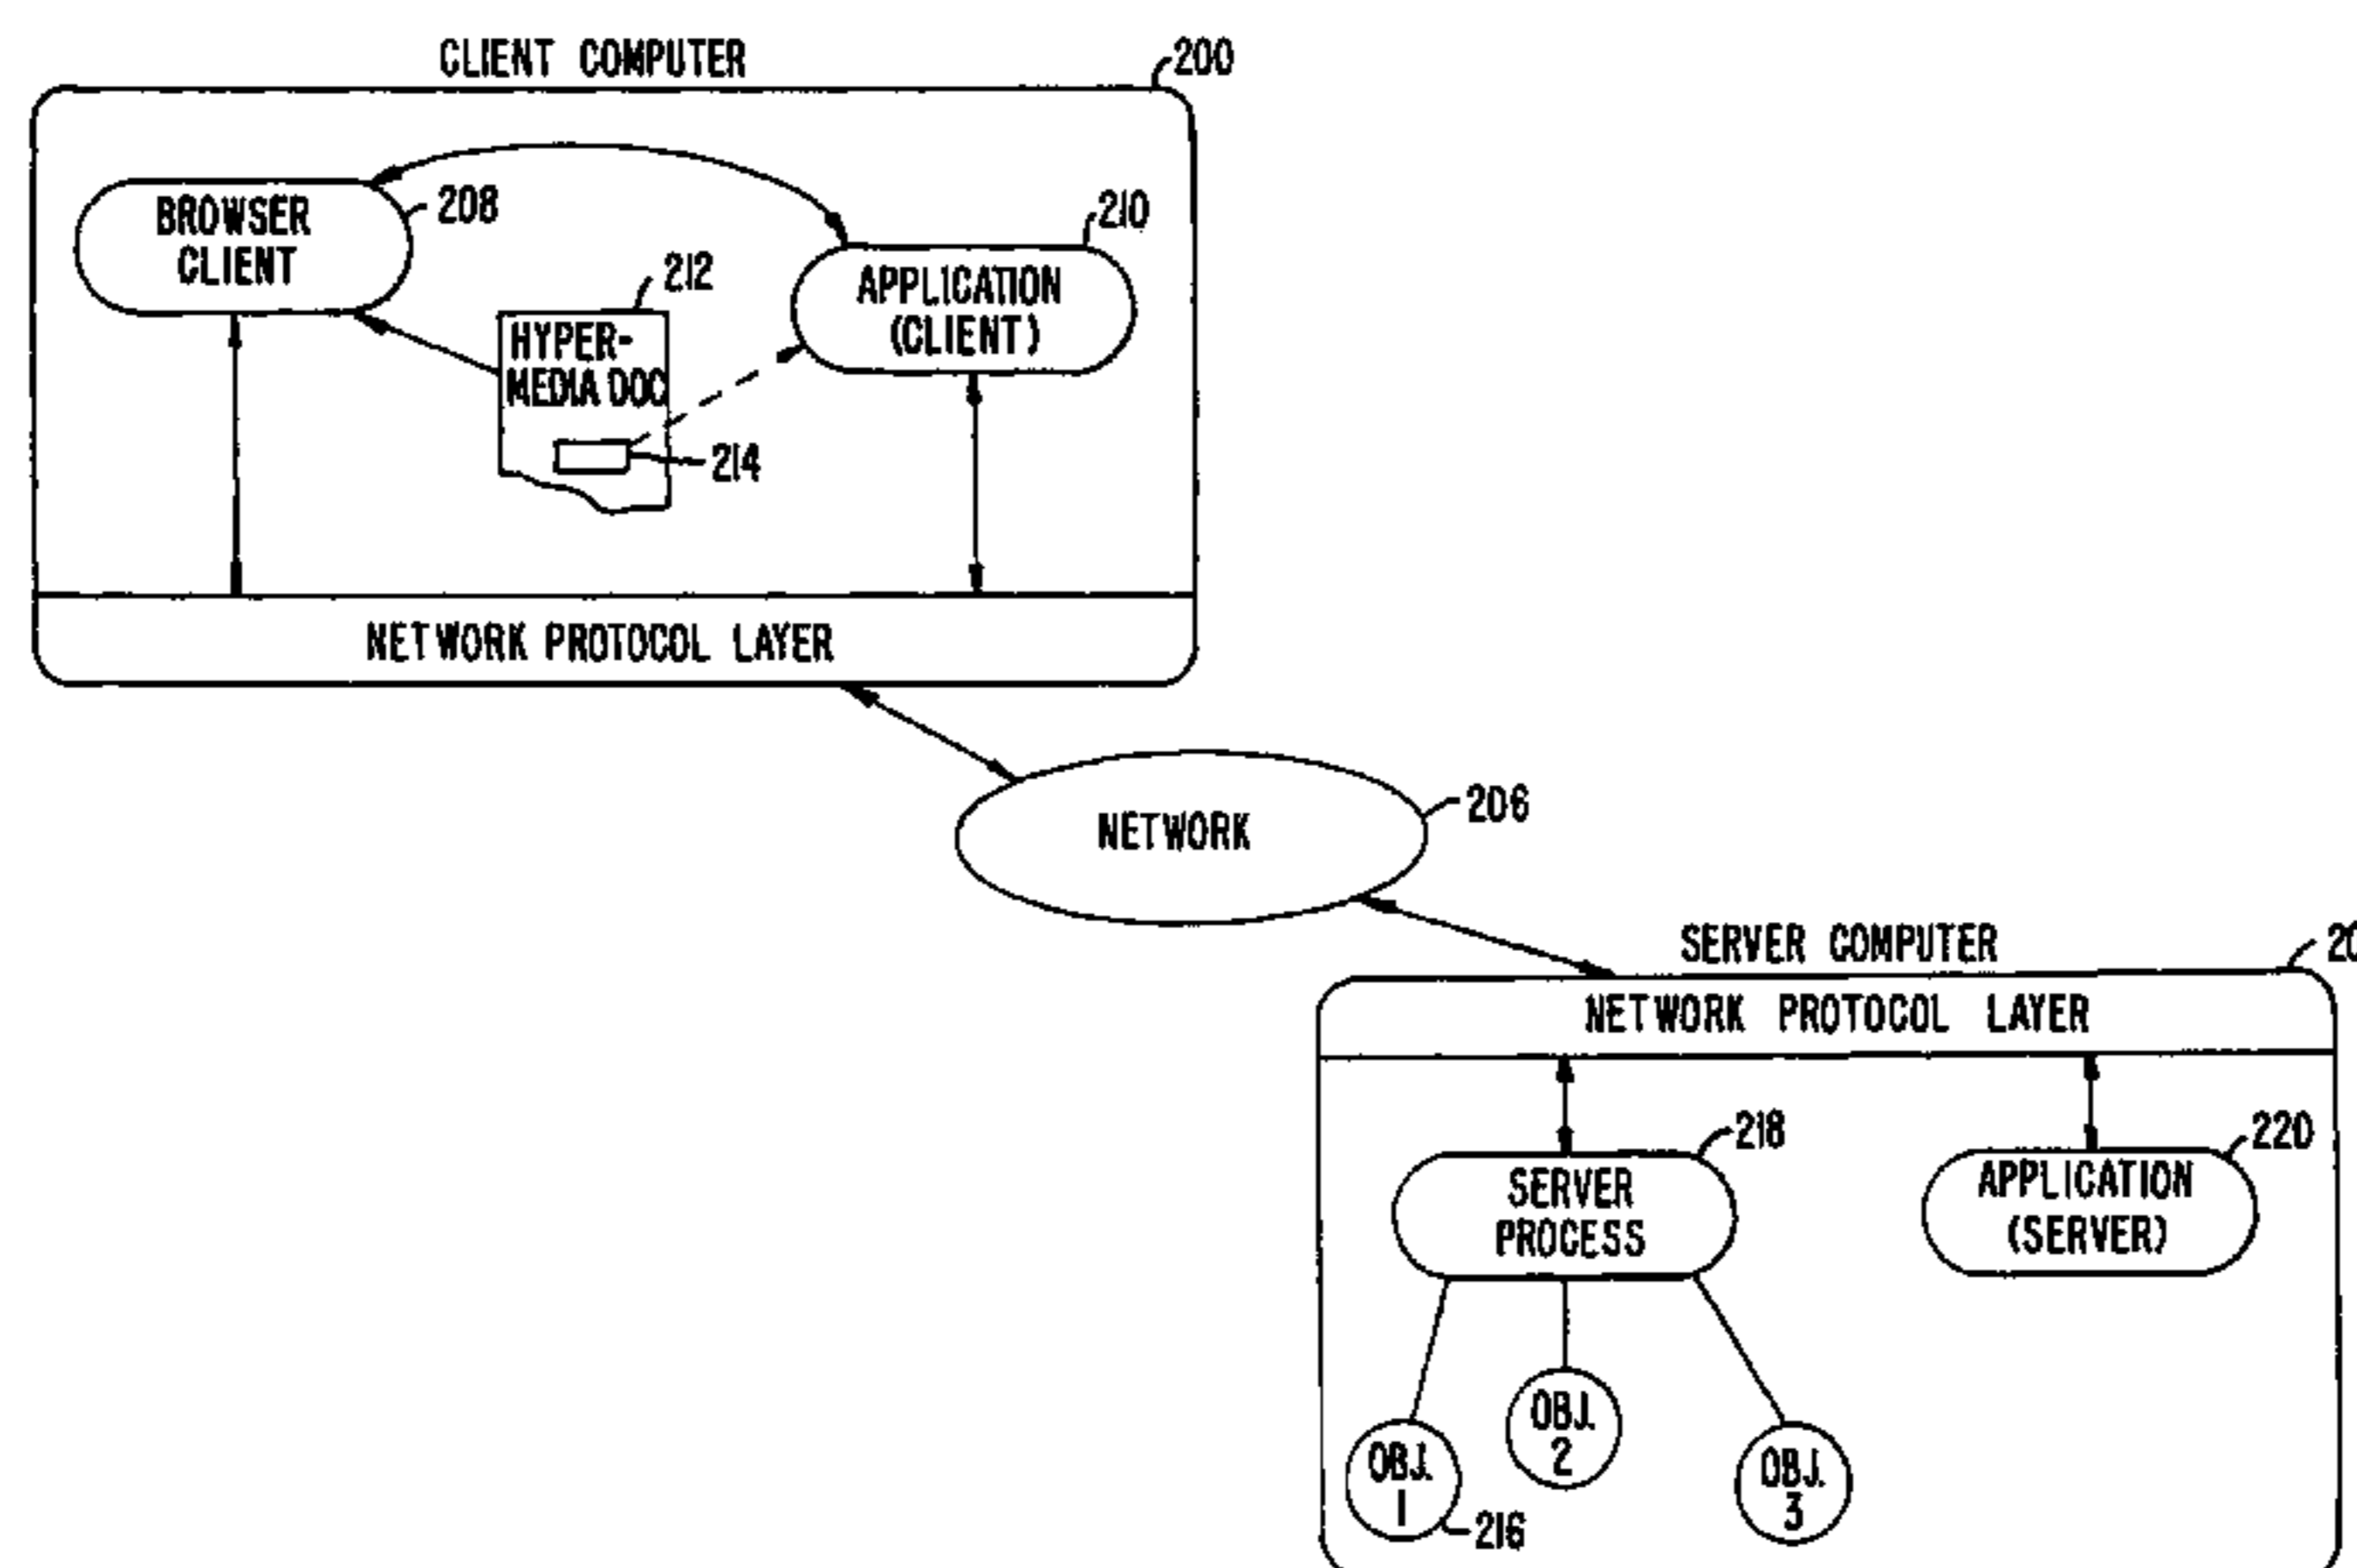 CLIENT COMPUTER
200
BROWSER
CLIENT
208
210
APPLICATION
(CLIENT)
212
HYPER-
MEDIA DOC
214
NETWORK PROTOCOL LAYER
NETWORK
206
SERVER COMPUTER
NETWORK PROTOCOL LAYER
218
SERVER
PROCESS
220
APPLICATION
(SERVER)
OBJ.
1
216
OBJ.
2
OBJ.
3